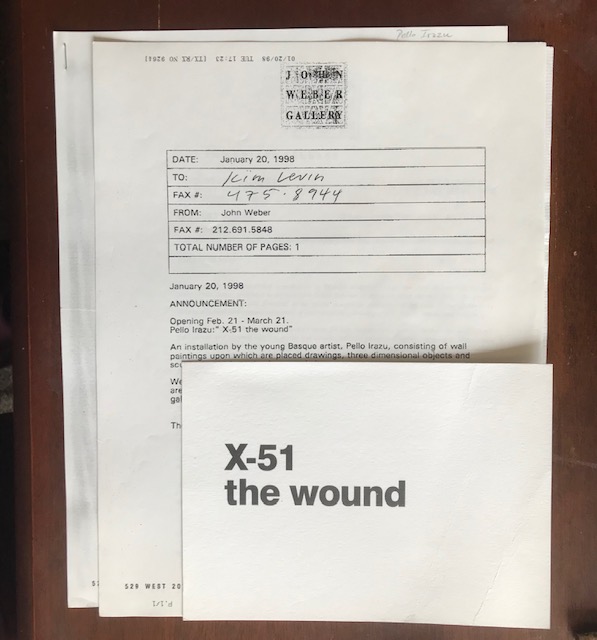 Pello Irazu
01/20/98 TUE 17:23 [TX/RX NO 9286]
JOHN
WEBER
GALLERY
DATE: January 20, 1998
TO: Kim Levin
FAX #: 475-8944
FROM: John Weber
FAX #: 212.691.5848
TOTAL NUMBER OF PAGES: 1
January 20, 1998
ANNOUNCEMENT:
Opening Feb. 21 - March 21.
Pello Irazu:" X-51 the wound"
An installation by the young Basque artist, Pello Irazu, consisting of wall
paintings upon which are placed drawings, three dimensional objects and
We
are
Th
X-51
the wound
529 WEST 20
P.1/1